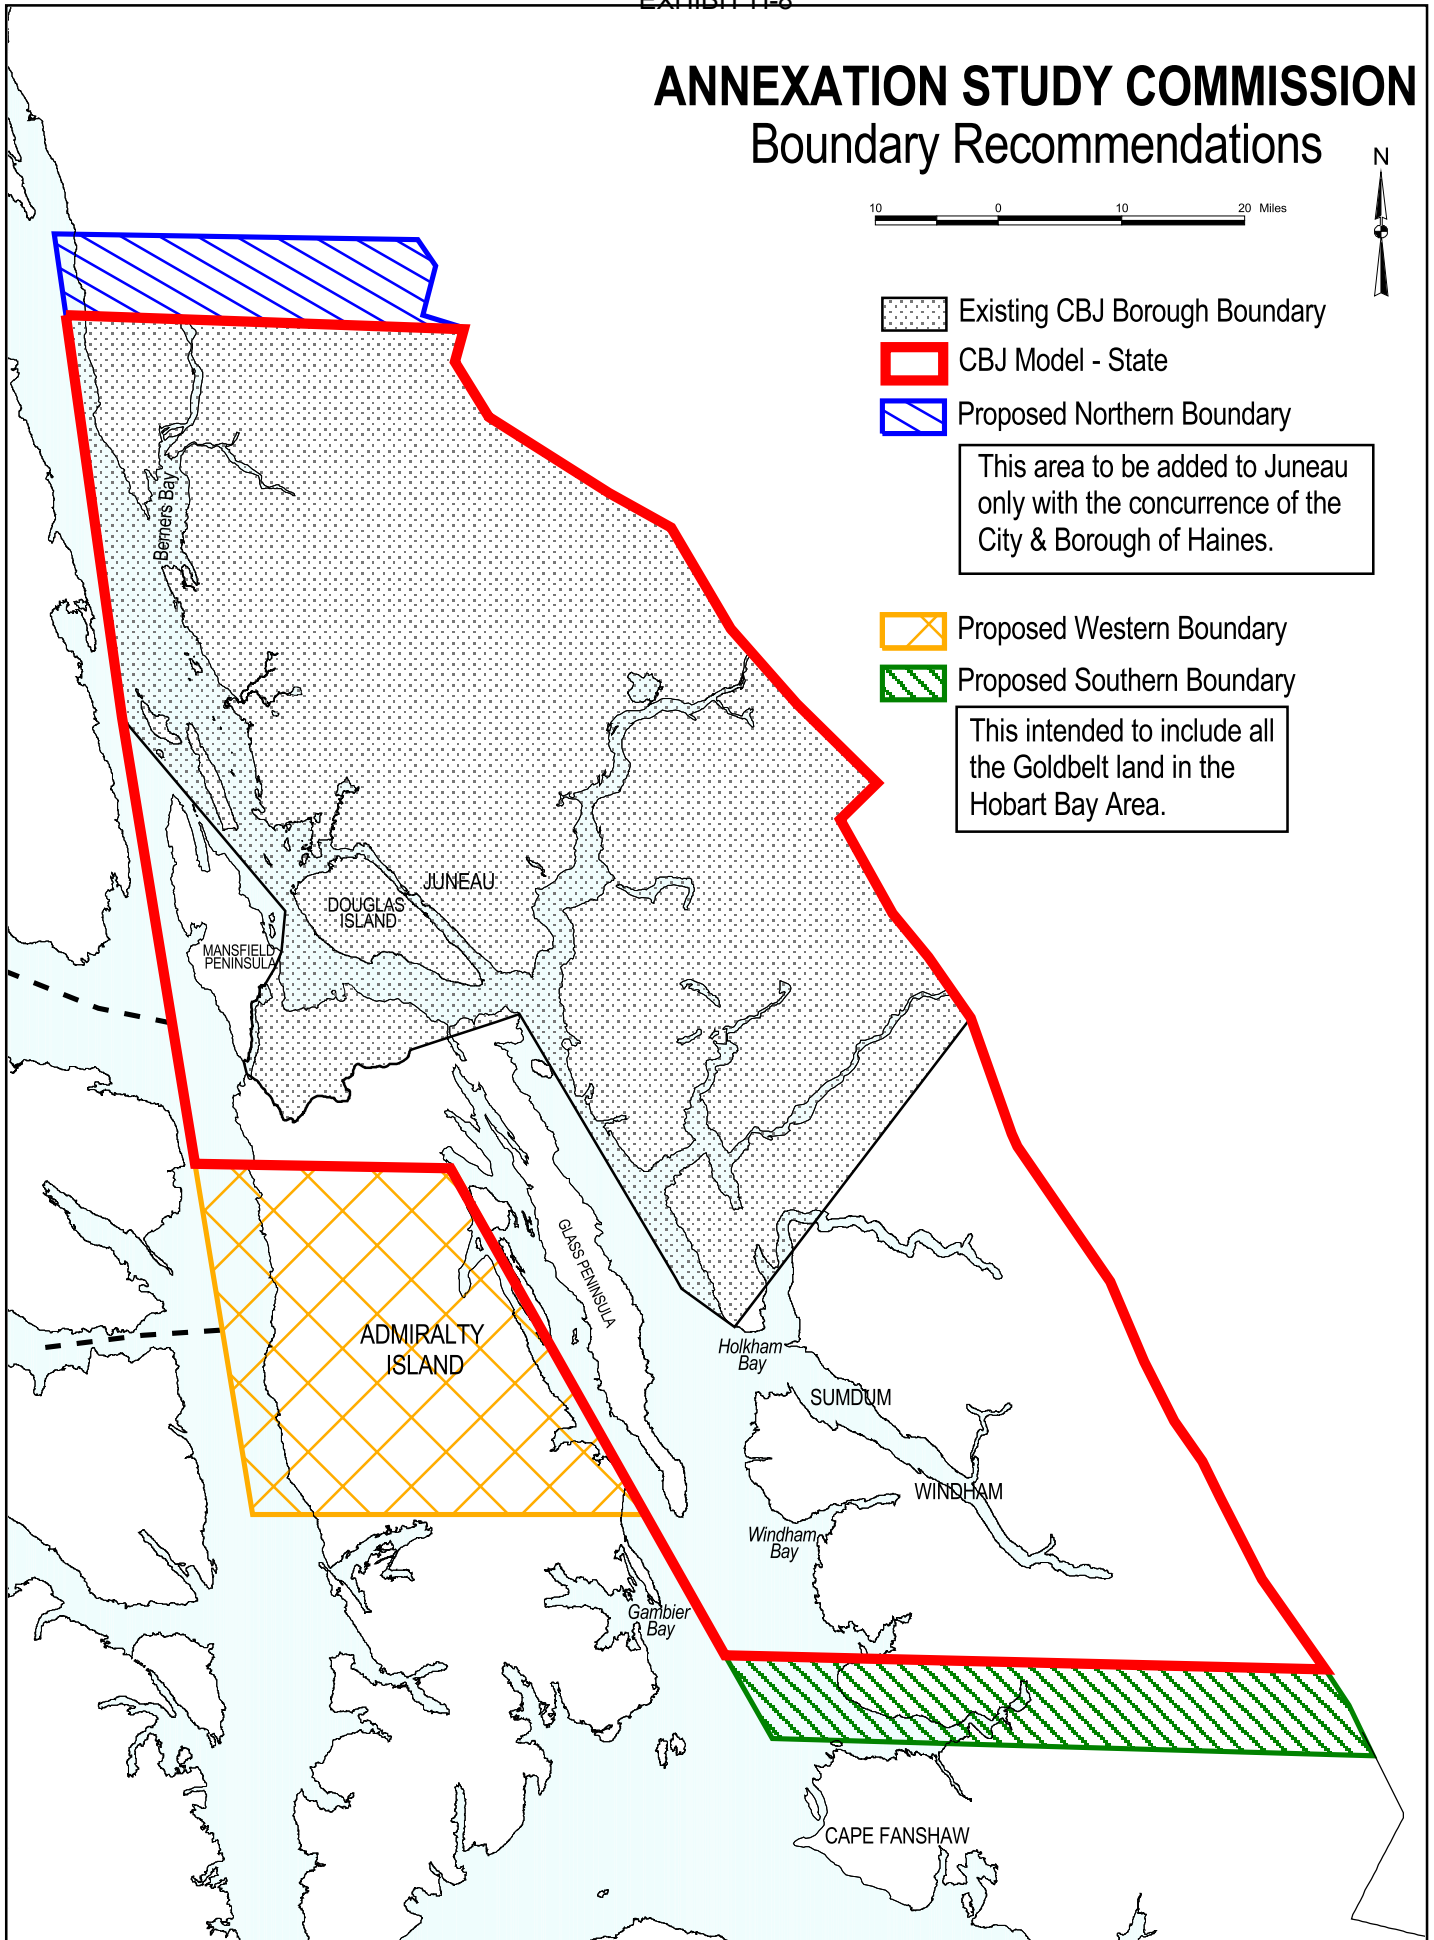 ANNEXATION STUDY COMMISSION
Boundary Recommendations
N
10 0 10 20 Miles
Existing CBJ Borough Boundary
CBJ Model - State
Proposed Northern Boundary
This area to be added to Juneau
only with the concurrence of the
City & Borough of Haines.
Proposed Western Boundary
Proposed Southern Boundary
This intended to include all
the Goldbelt land in the
Hobart Bay Area.
Berners Bay
JUNEAU
DOUGLAS
ISLAND
MANSFIELD
PENINSULA
GLASS PENINSULA
ADMIRALTY
ISLAND
Holkham
Bay
SUMDUM
WINDHAM
Windham
Bay
Gambier
Bay
CAPE FANSHAW